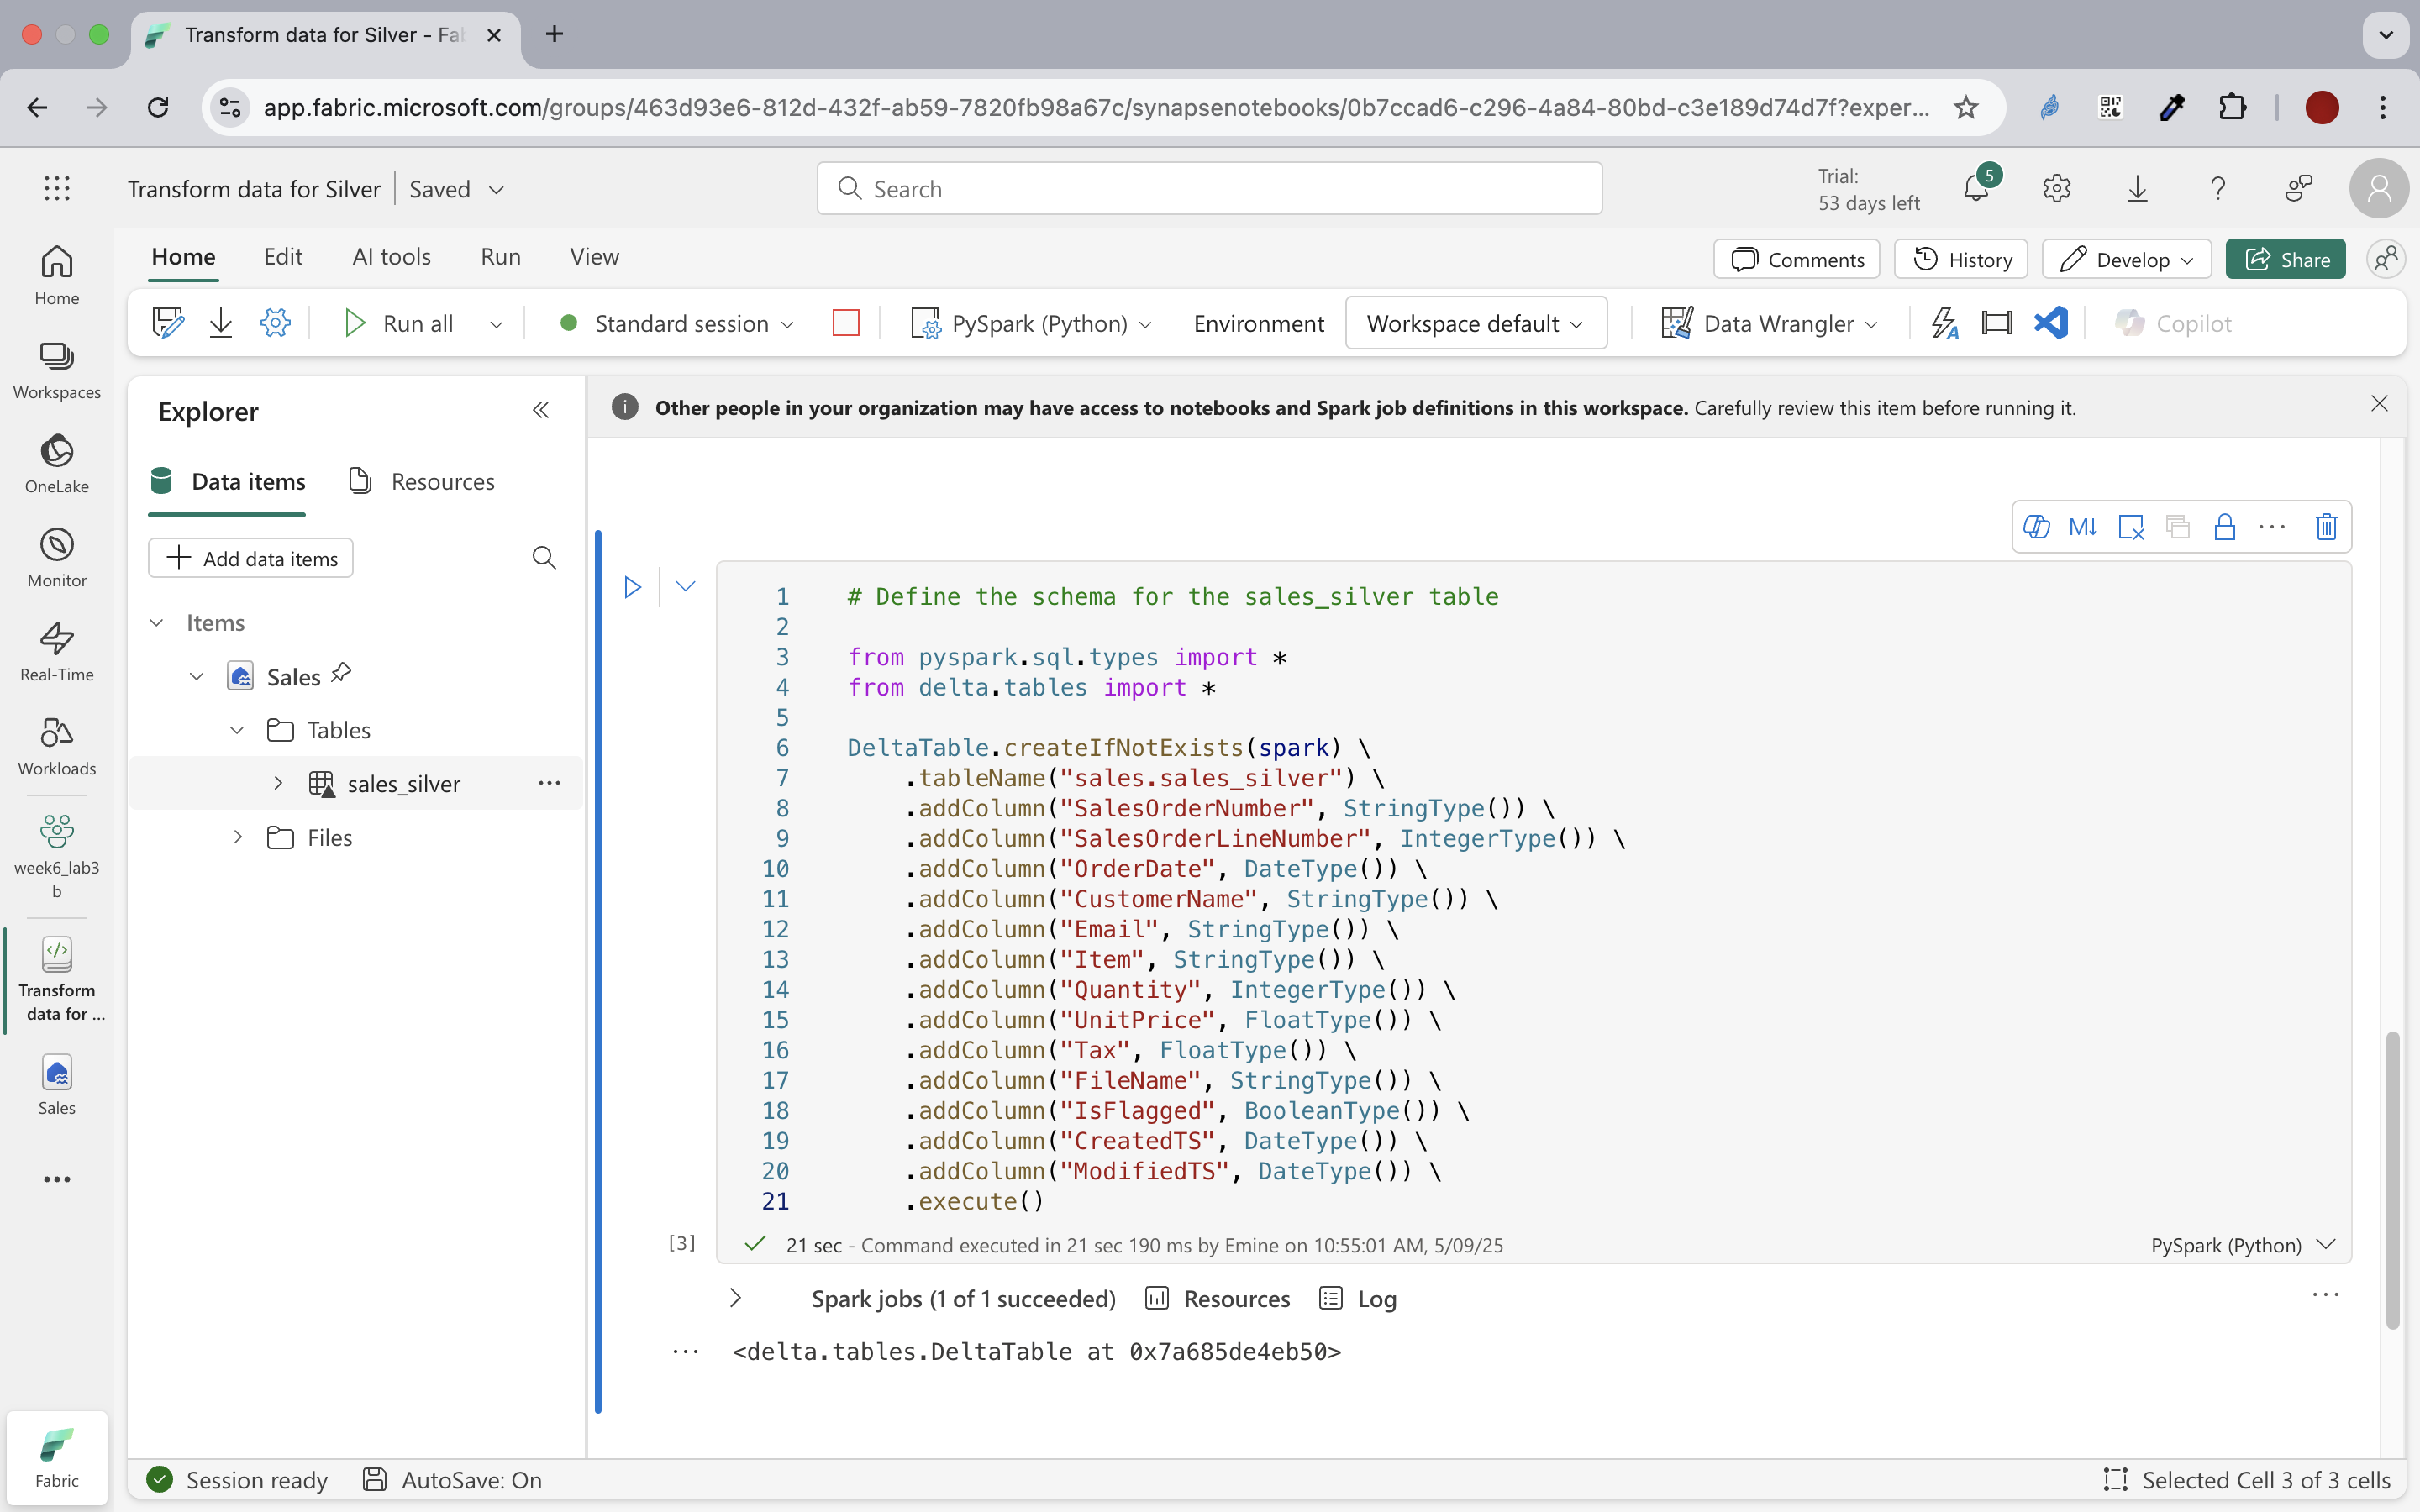 Transform data for Silver - Fab
app.fabric.microsoft.com/groups/463d93e6-812d-432f-ab59-7820fb98a67c/synapsenotebooks/0b7ccad6-c296-4a84-80bd-c3e189d74d7f?exper...
Transform data for Silver | Saved
Search
Trial:
53 days left
5
Home Edit AI tools Run View
Comments History Develop Share
Run all Standard session PySpark (Python) Environment Workspace default Data Wrangler Copilot
Home
Workspaces
OneLake
Monitor
Real-Time
Workloads
week6_lab3
b
Transform
data for ...
Sales
Fabric
Explorer
Data items Resources
Add data items
Items
Sales
Tables
sales_silver
Files
Other people in your organization may have access to notebooks and Spark job definitions in this workspace. Carefully review this item before running it.
M↓
1 # Define the schema for the sales_silver table
2
3 from pyspark.sql.types import *
4 from delta.tables import *
5
6 DeltaTable.createIfNotExists(spark) \
7 .tableName("sales.sales_silver") \
8 .addColumn("SalesOrderNumber", StringType()) \
9 .addColumn("SalesOrderLineNumber", IntegerType()) \
10 .addColumn("OrderDate", DateType()) \
11 .addColumn("CustomerName", StringType()) \
12 .addColumn("Email", StringType()) \
13 .addColumn("Item", StringType()) \
14 .addColumn("Quantity", IntegerType()) \
15 .addColumn("UnitPrice", FloatType()) \
16 .addColumn("Tax", FloatType()) \
17 .addColumn("FileName", StringType()) \
18 .addColumn("IsFlagged", BooleanType()) \
19 .addColumn("CreatedTS", DateType()) \
20 .addColumn("ModifiedTS", DateType()) \
21 .execute()
[3] 21 sec - Command executed in 21 sec 190 ms by Emine on 10:55:01 AM, 5/09/25 PySpark (Python)
Spark jobs (1 of 1 succeeded) Resources Log
<delta.tables.DeltaTable at 0x7a685de4eb50>
Session ready AutoSave: On Selected Cell 3 of 3 cells